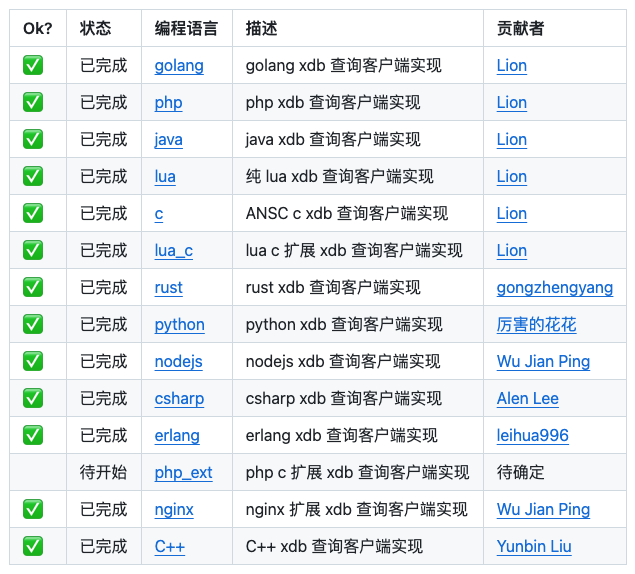 Ok? 状态 编程语言 描述 贡献者
✅ 已完成 golang golang xdb 查询客户端实现 Lion
✅ 已完成 php php xdb 查询客户端实现 Lion
✅ 已完成 java java xdb 查询客户端实现 Lion
✅ 已完成 lua 纯 lua xdb 查询客户端实现 Lion
✅ 已完成 c ANSC c xdb 查询客户端实现 Lion
✅ 已完成 lua_c lua c 扩展 xdb 查询客户端实现 Lion
✅ 已完成 rust rust xdb 查询客户端实现 gongzhengyang
✅ 已完成 python python xdb 查询客户端实现 厉害的花花
✅ 已完成 nodejs nodejs xdb 查询客户端实现 Wu Jian Ping
✅ 已完成 csharp csharp xdb 查询客户端实现 Alen Lee
✅ 已完成 erlang erlang xdb 查询客户端实现 leihua996
待开始 php_ext php c 扩展 xdb 查询客户端实现 待确定
✅ 已完成 nginx nginx 扩展 xdb 查询客户端实现 Wu Jian Ping
✅ 已完成 C++ C++ xdb 查询客户端实现 Yunbin Liu